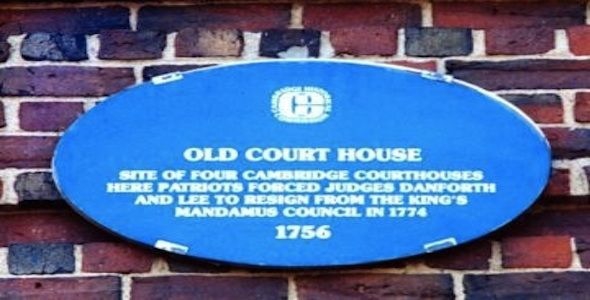 OLD COURT HOUSE
SITE OF FOUR CAMBRIDGE COURTHOUSES
HERE PATRIOTS FORCED JUDGES DANFORTH
AND LEE TO RESIGN FROM THE KING'S
MANDAMUS COUNCIL IN 1774
1756